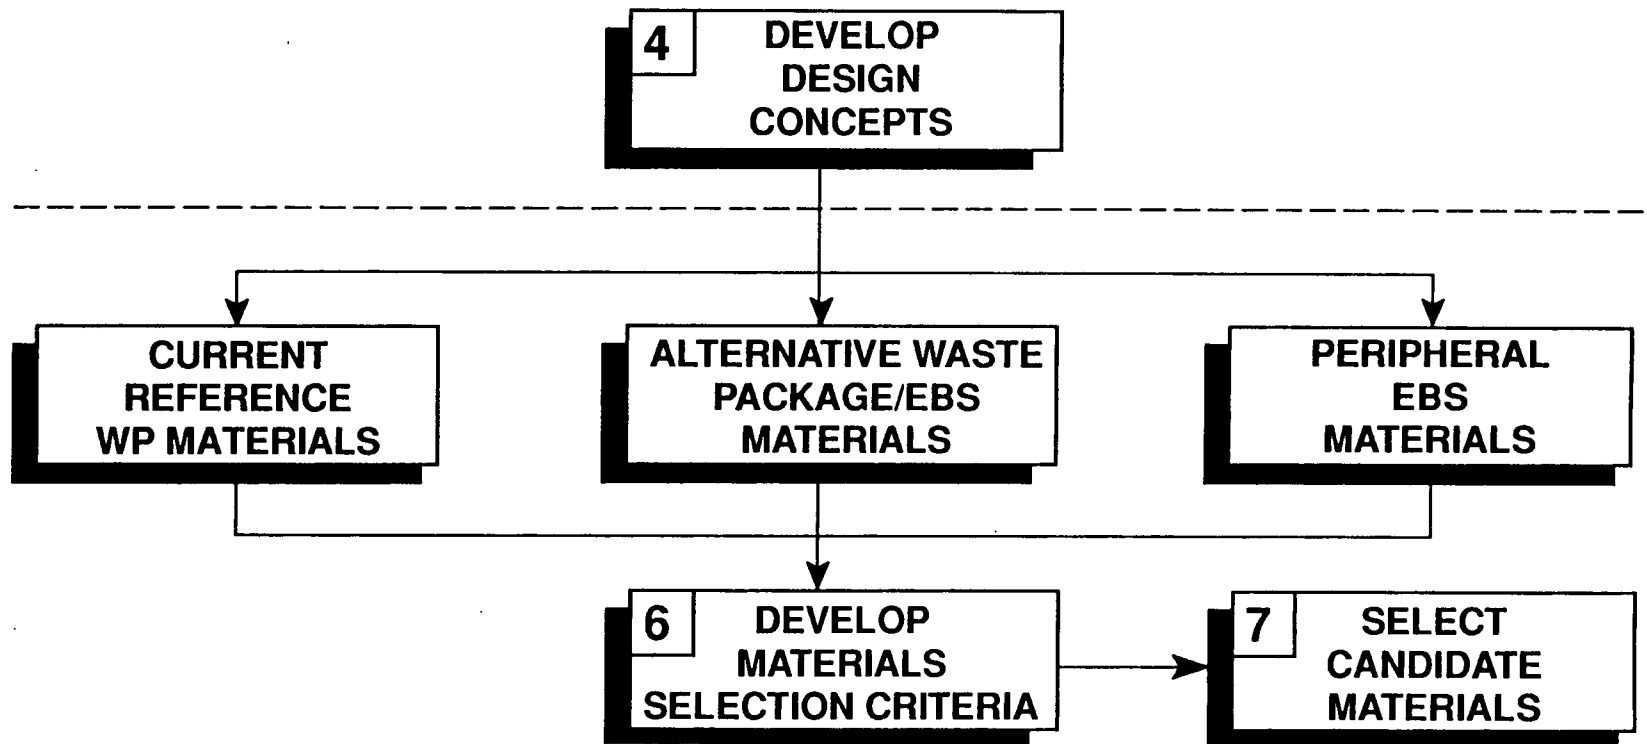 4
DEVELOP
DESIGN
CONCEPTS
CURRENT
REFERENCE
WP MATERIALS
ALTERNATIVE WASTE
PACKAGE/EBS
MATERIALS
PERIPHERAL
EBS
MATERIALS
6
DEVELOP
MATERIALS
SELECTION CRITERIA
7
SELECT
CANDIDATE
MATERIALS